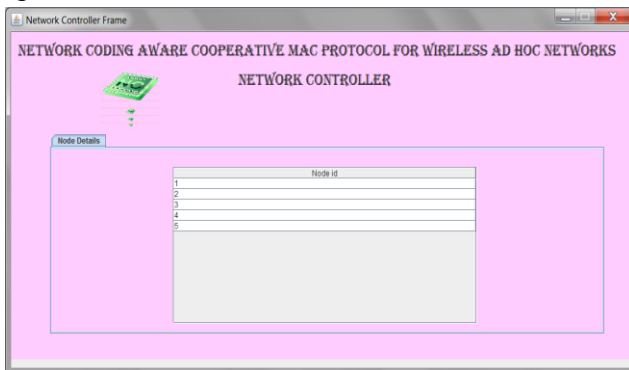 Network Controller Frame
NETWORK CODING AWARE COOPERATIVE MAC PROTOCOL FOR WIRELESS AD HOC NETWORKS
NETWORK CONTROLLER
Node Details
Node id
1
2
3
4
5